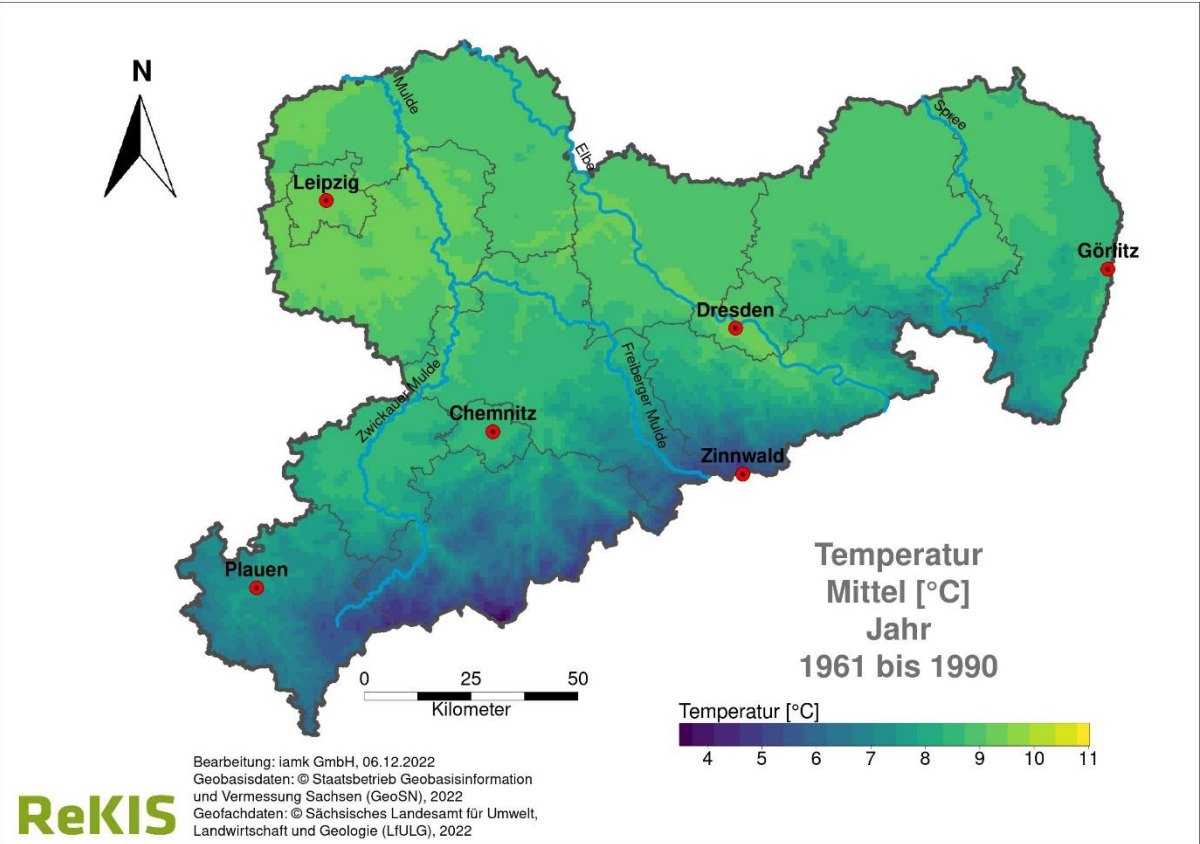 N
Mulde
Elbe
Spree
Leipzig
Görlitz
Dresden
Zwickauer Mulde
Freiberger Mulde
Chemnitz
Zinnwald
Plauen
Temperatur
Mittel [°C]
Jahr
1961 bis 1990
0 25 50
Kilometer
Temperatur [°C]
4 5 6 7 8 9 10 11
Bearbeitung: iamk GmbH, 06.12.2022
Geobasisdaten: © Staatsbetrieb Geobasisinformation
und Vermessung Sachsen (GeoSN), 2022
Geofachdaten: © Sächsisches Landesamt für Umwelt,
Landwirtschaft und Geologie (LfULG), 2022
ReKIS